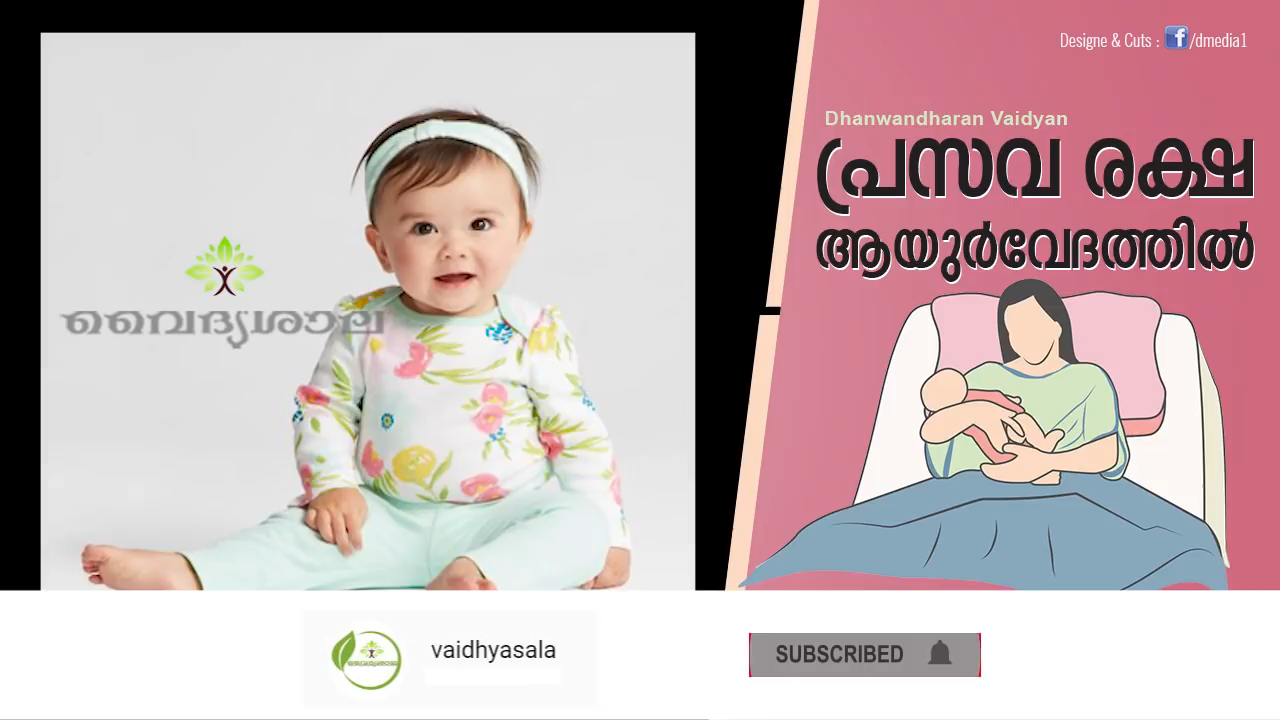 Designe & Cuts : f/dmedia1
Dhanwandharan Vaidyan
പ്രസവ രക്ഷ
ആയുർവേദത്തിൽ
വൈദ്യശാല
vaidhyasala
SUBSCRIBED